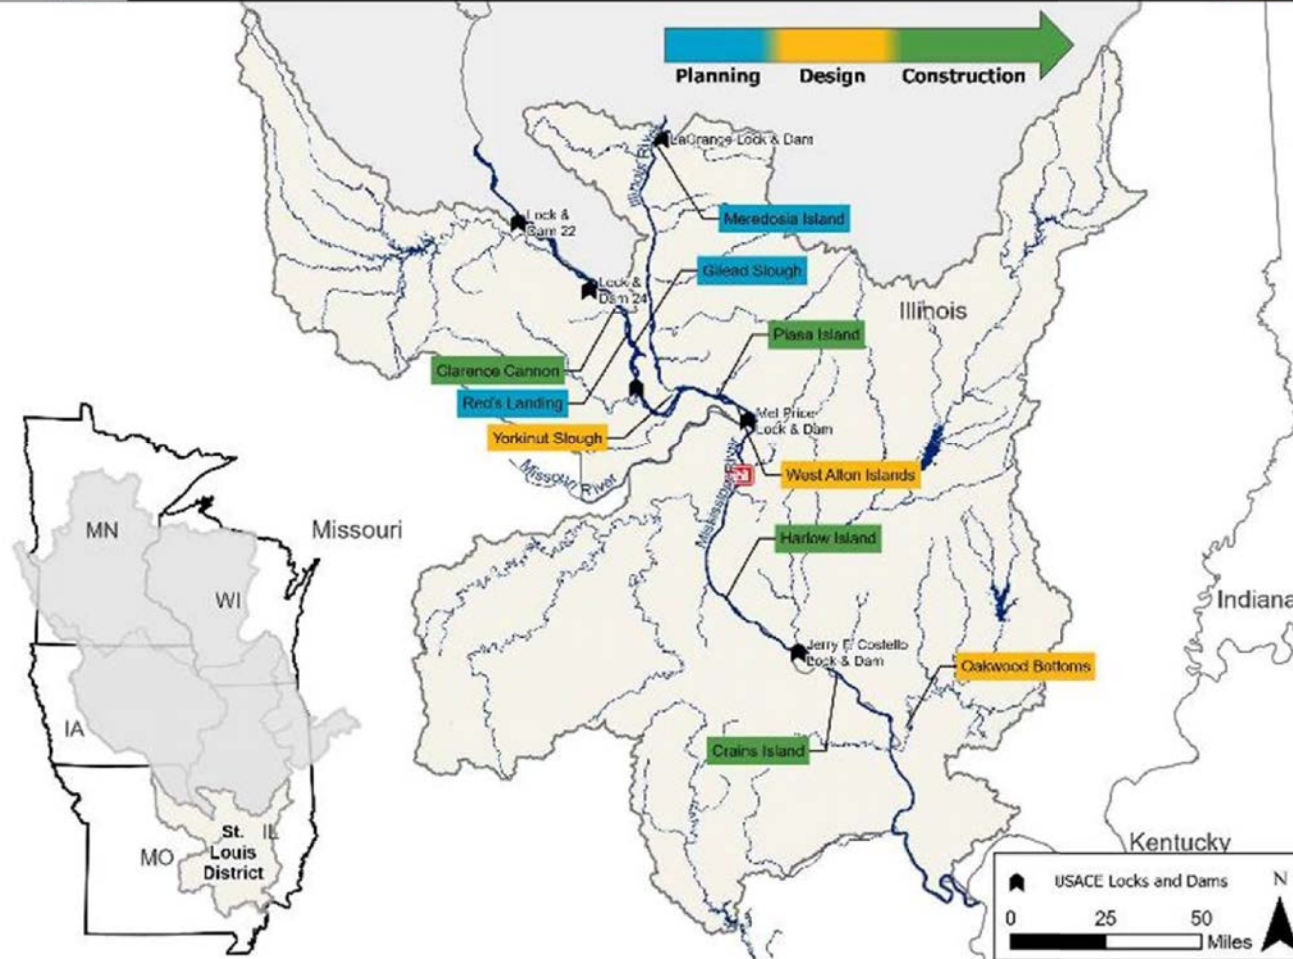 Planning Design Construction
LaGrange Lock & Dam
Illinois River
Meredosia Island
Lock &
Dam 22
Gilead Slough
Lock &
Dam 24
Illinois
Piasa Island
Clarence Cannon
Red's Landing
Mel Price
Lock & Dam
Yorkinut Slough
Missouri River
West Alton Islands
Mississippi River
Missouri
MN
Harlow Island
WI
Indiana
Jerry F. Costello
Lock & Dam
Oakwood Bottoms
IA
Crains Island
St.
Louis
District
IL
MO
Kentucky
USACE Locks and Dams
N
0 25 50
Miles